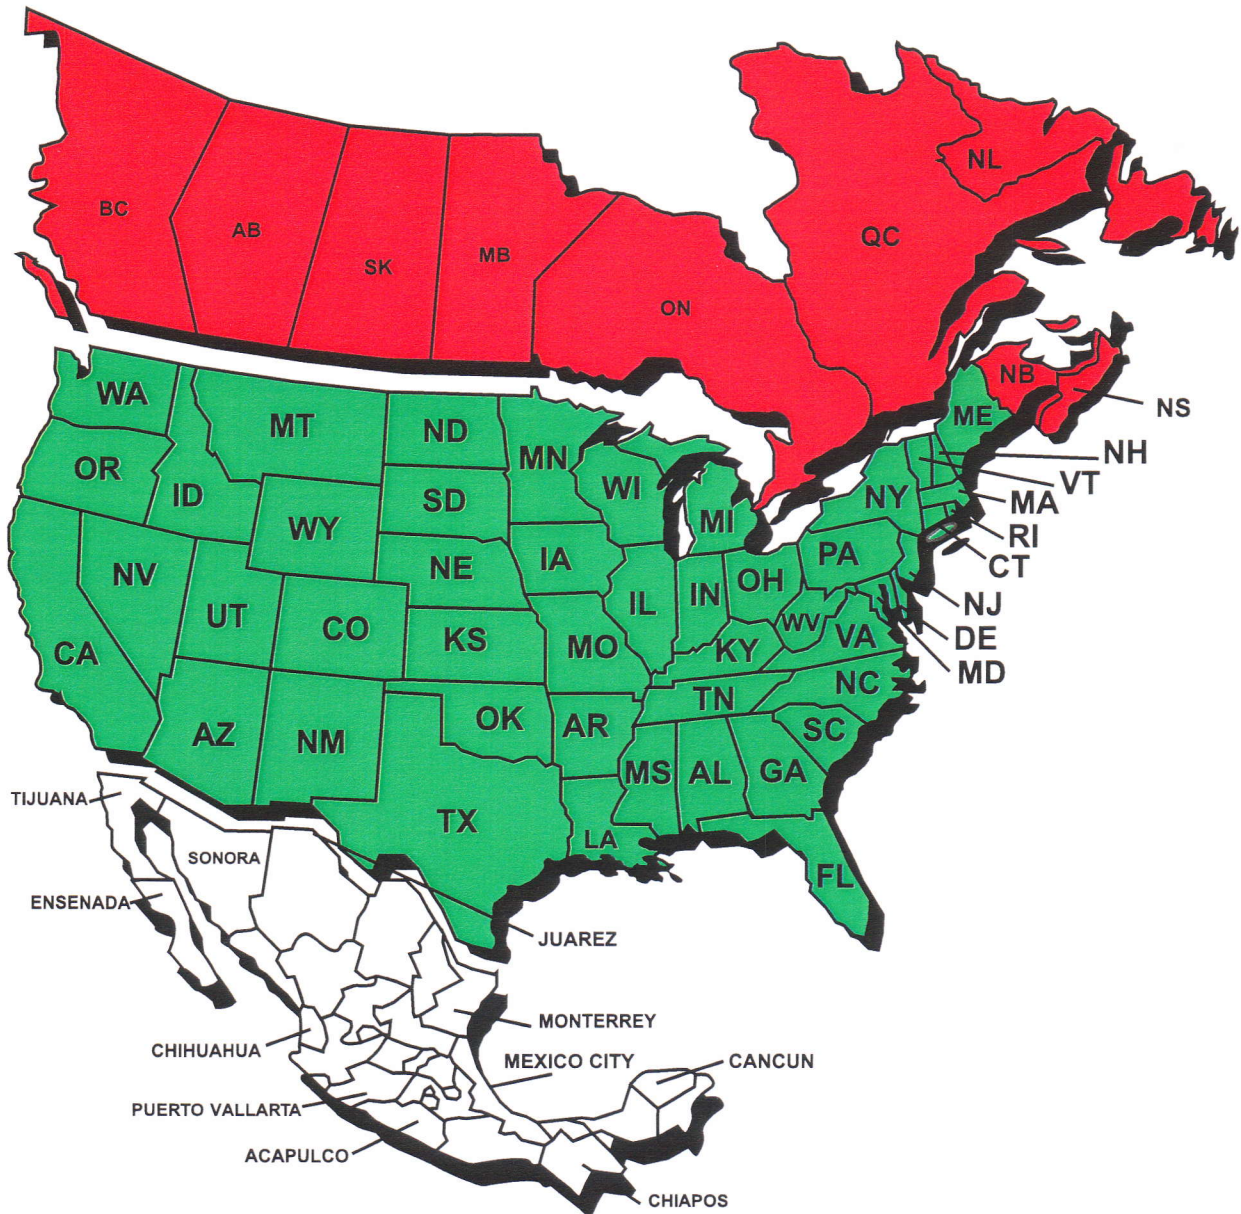 BC
AB
SK
MB
ON
QC
NL
NB
NS
WA
MT
ND
MN
OR
ID
WY
SD
WI
MI
ME
NH
VT
NY
MA
RI
CT
NV
UT
CO
NE
IA
IL
IN
OH
PA
NJ
DE
MD
CA
KS
MO
KY
WV
VA
AZ
NM
OK
AR
TN
NC
SC
TX
LA
MS
AL
GA
FL
TIJUANA
SONORA
ENSENADA
JUAREZ
MONTERREY
CHIHUAHUA
MEXICO CITY
CANCUN
PUERTO VALLARTA
ACAPULCO
CHIAPOS